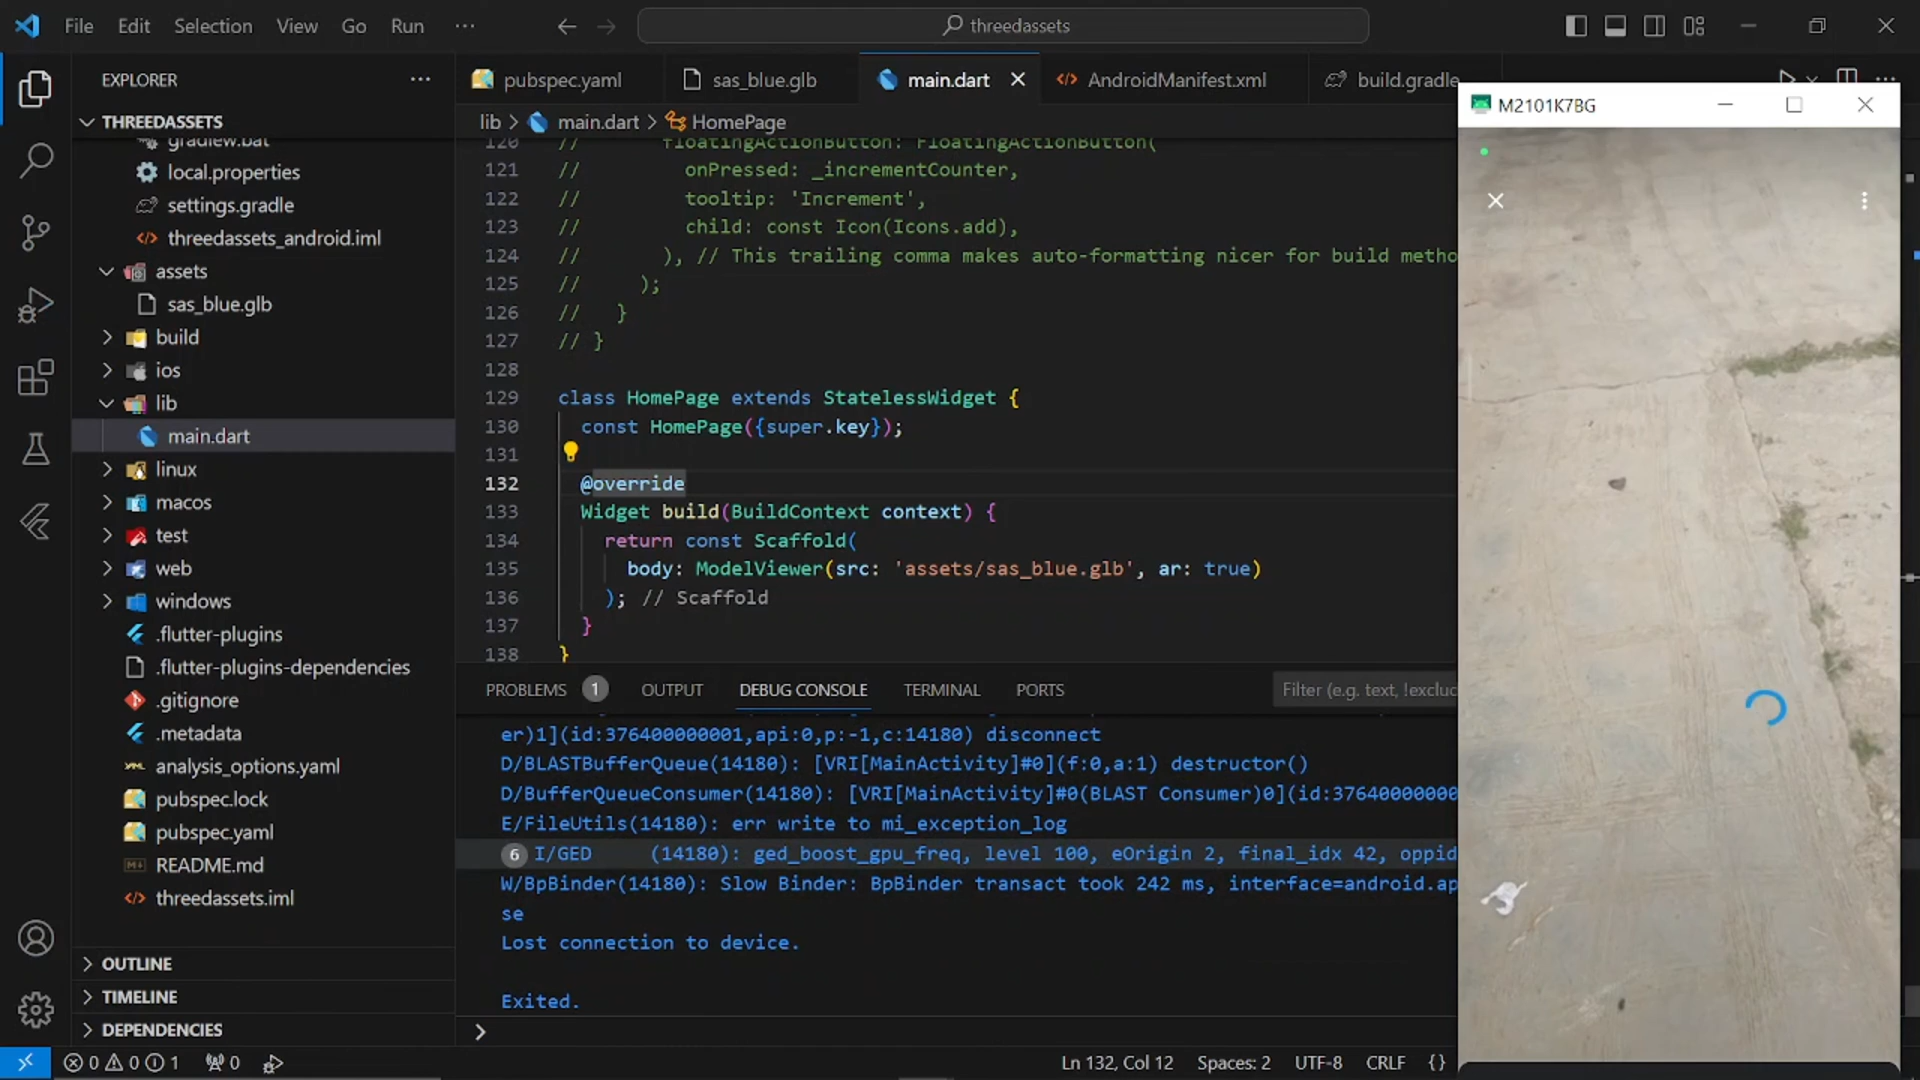 File Edit Selection View Go Run ···
threedassets
EXPLORER ···
THREEDASSETS
gradlew.bat
local.properties
settings.gradle
threedassets_android.iml
assets
sas_blue.glb
build
ios
lib
main.dart
linux
macos
test
web
windows
.flutter-plugins
.flutter-plugins-dependencies
.gitignore
.metadata
analysis_options.yaml
pubspec.lock
pubspec.yaml
README.md
threedassets.iml
OUTLINE
TIMELINE
DEPENDENCIES
pubspec.yaml sas_blue.glb main.dart AndroidManifest.xml build.gradle
lib > main.dart > HomePage
120 // floatingActionButton: FloatingActionButton(
121 // onPressed: _incrementCounter,
122 // tooltip: 'Increment',
123 // child: const Icon(Icons.add),
124 // ), // This trailing comma makes auto-formatting nicer for build metho
125 // );
126 // }
127 // }
128
129 class HomePage extends StatelessWidget {
130 const HomePage({super.key});
131
132 @override
133 Widget build(BuildContext context) {
134 return const Scaffold(
135 body: ModelViewer(src: 'assets/sas_blue.glb', ar: true)
136 ); // Scaffold
137 }
138 }
PROBLEMS 1 OUTPUT DEBUG CONSOLE TERMINAL PORTS Filter (e.g. text, !exclu
er)1](id:376400000001,api:0,p:-1,c:14180) disconnect
D/BLASTBufferQueue(14180): [VRI[MainActivity]#0](f:0,a:1) destructor()
D/BufferQueueConsumer(14180): [VRI[MainActivity]#0(BLAST Consumer)0](id:37640000000
E/FileUtils(14180): err write to mi_exception_log
6 I/GED (14180): ged_boost_gpu_freq, level 100, eOrigin 2, final_idx 42, oppid
W/BpBinder(14180): Slow Binder: BpBinder transact took 242 ms, interface=android.ap
se
Lost connection to device.
Exited.
M2101K7BG
0 0 1 0 Ln 132, Col 12 Spaces: 2 UTF-8 CRLF {}